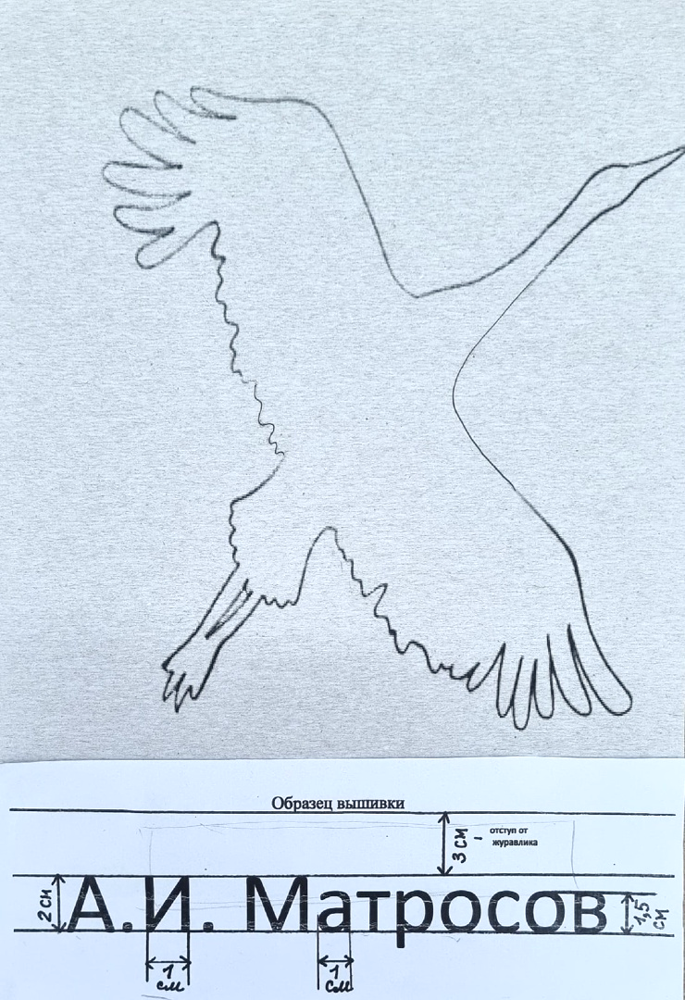 Образец вышивки
3 см
отступ от
журавлика
2 см
А.И. Матросов
1,5 см
1 см
1 см